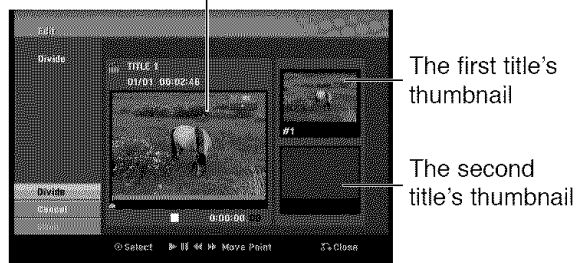 Edit
Divide
TITLE 1
01/01 00:02:46
#1
The first title's
thumbnail
The second
title's thumbnail
Divide
Cancel
0:00:00
Select Move Point Close